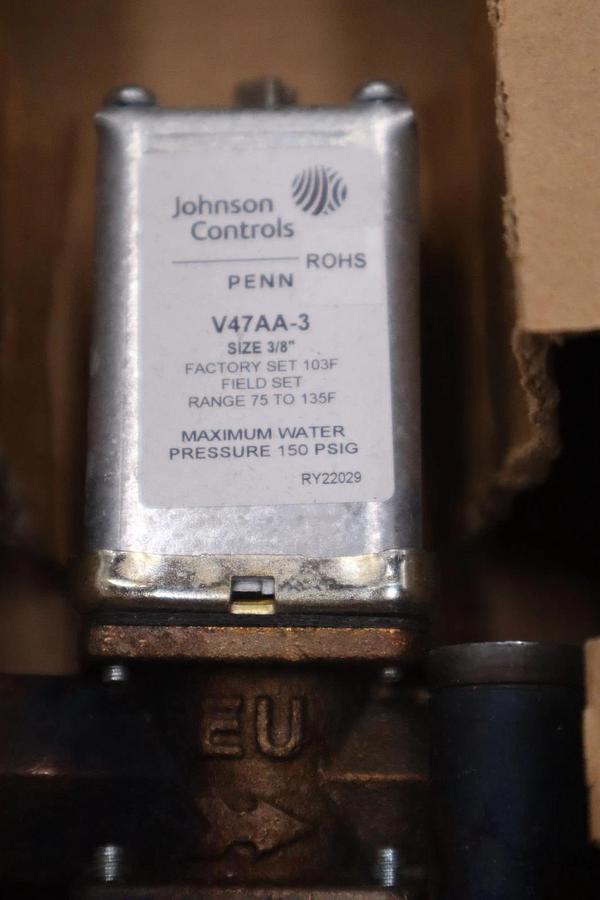 Johnson
Controls
ROHS
PENN
V47AA-3
SIZE 3/8"
FACTORY SET 103F
FIELD SET
RANGE 75 TO 135F
MAXIMUM WATER
PRESSURE 150 PSIG
RY22029
EU